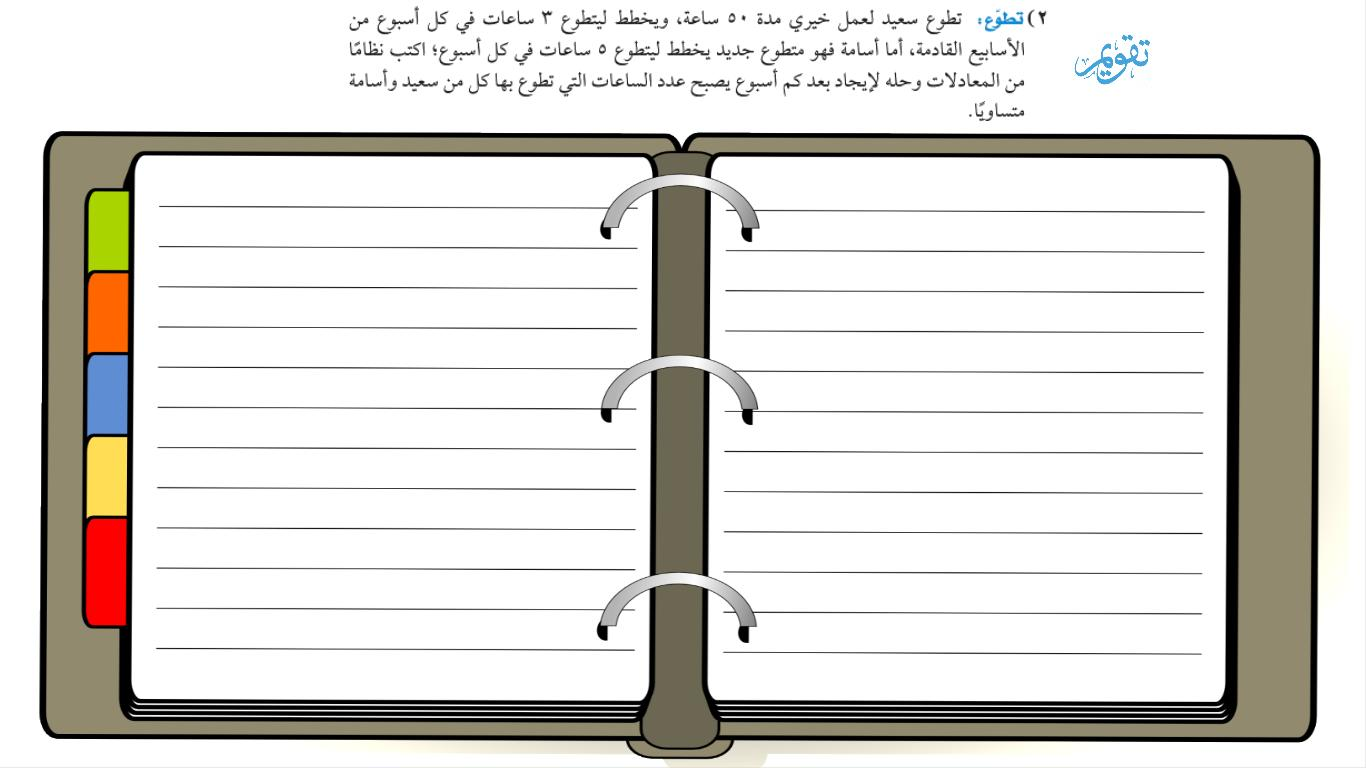 ٢) تطوّع: تطوع سعيد لعمل خيري مدة ٥٠ ساعة، ويخطط ليتطوع ٣ ساعات في كل أسبوع من
الأسابيع القادمة، أما أسامة فهو متطوع جديد يخطط ليتطوع ٥ ساعات في كل أسبوع؛ اكتب نظامًا
من المعادلات وحله لإيجاد بعد كم أسبوع يصبح عدد الساعات التي تطوع بها كل من سعيد وأسامة
متساويًا.
تقويم